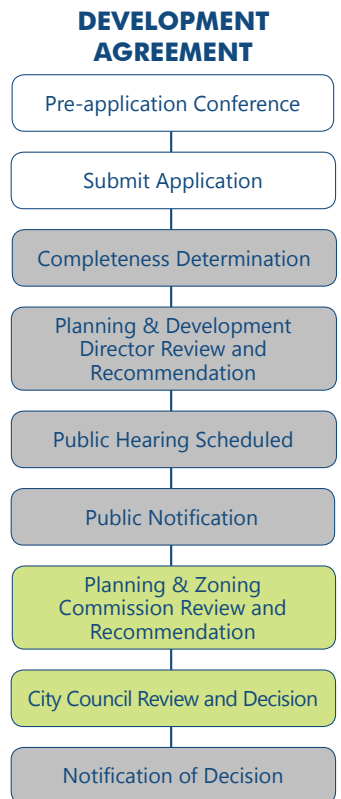 DEVELOPMENT
AGREEMENT
Pre-application Conference
Submit Application
Completeness Determination
Planning & Development
Director Review and
Recommendation
Public Hearing Scheduled
Public Notification
Planning & Zoning
Commission Review and
Recommendation
City Council Review and Decision
Notification of Decision